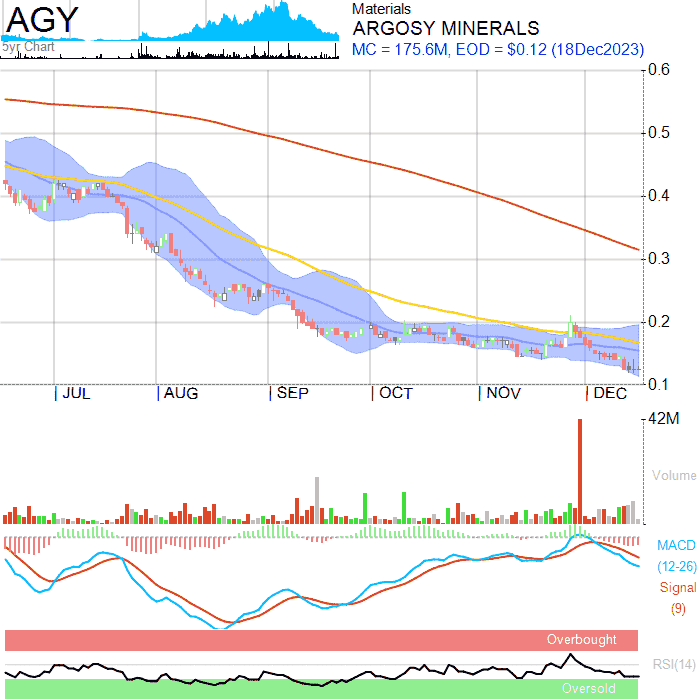 AGY
5yr Chart
Materials
ARGOSY MINERALS
MC = 175.6M, EOD = $0.12 (18Dec2023)
0.6
0.5
0.4
0.3
0.2
0.1
JUL AUG SEP OCT NOV DEC
42M
Volume
MACD
(12-26)
Signal
(9)
Overbought
RSI(14)
Oversold